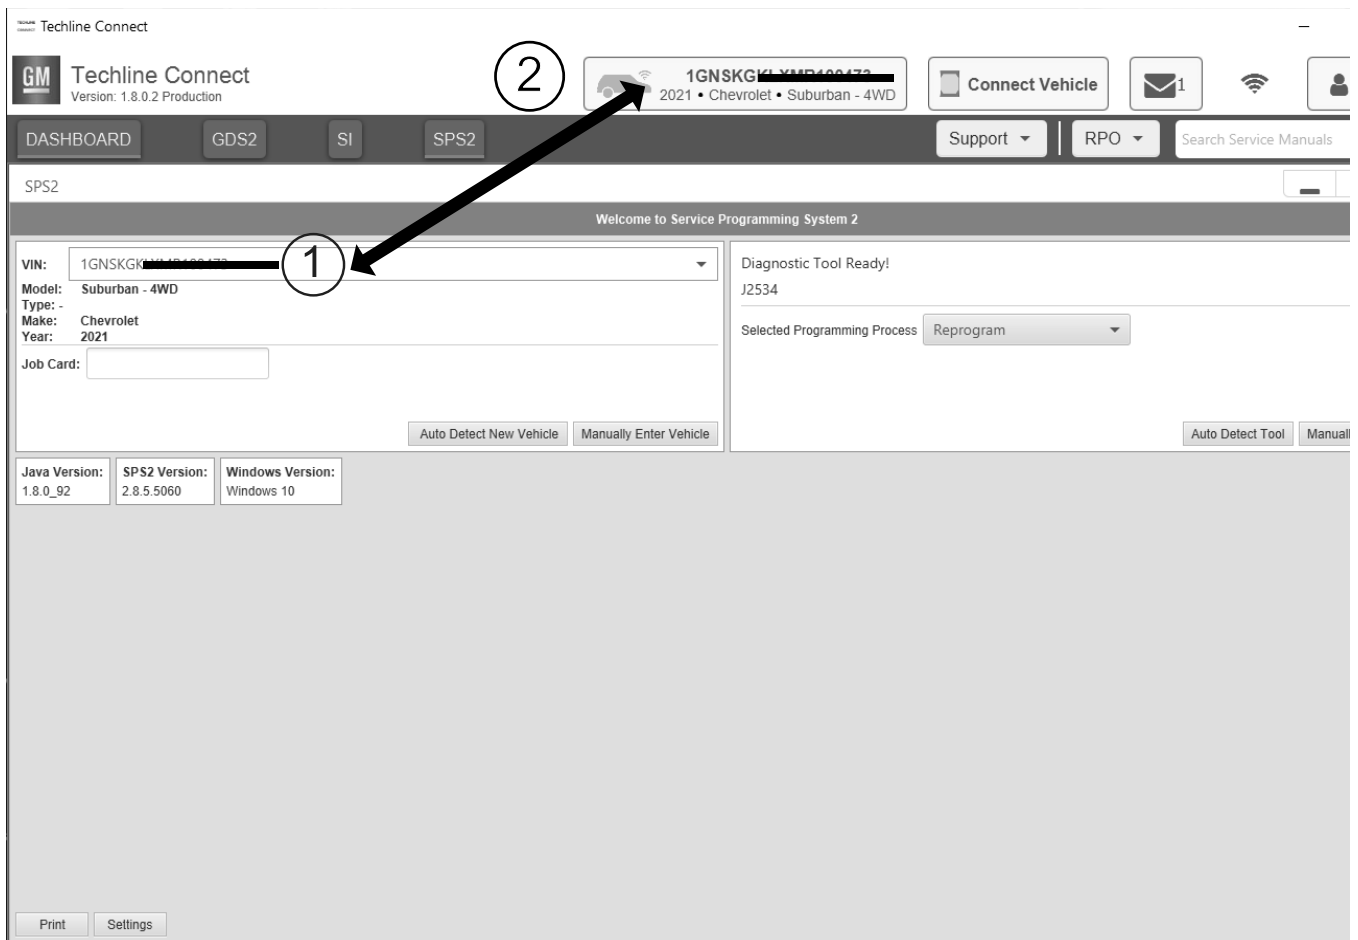 Techline Connect
GM
Techline Connect
Version: 1.8.0.2 Production
2
1GNSKGK
2021 • Chevrolet • Suburban - 4WD
Connect Vehicle
1
DASHBOARD GDS2 SI SPS2
Support RPO Search Service Manuals
SPS2
Welcome to Service Programming System 2
VIN: 1GNSKGK
1
Model: Suburban - 4WD
Type: -
Make: Chevrolet
Year: 2021
Job Card:
Auto Detect New Vehicle Manually Enter Vehicle
Diagnostic Tool Ready!
J2534
Selected Programming Process Reprogram
Auto Detect Tool Manuall
Java Version:
1.8.0_92
SPS2 Version:
2.8.5.5060
Windows Version:
Windows 10
Print Settings